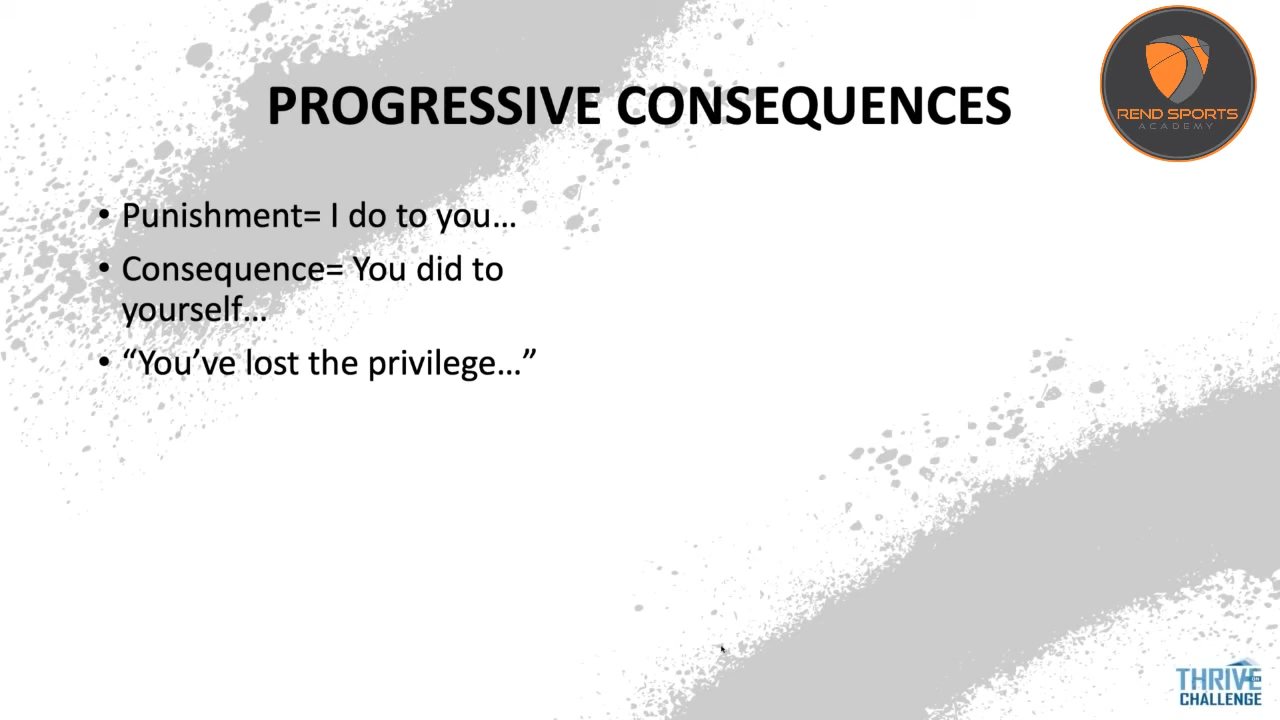 PROGRESSIVE CONSEQUENCES
REND SPORTS
ACADEMY
• Punishment= I do to you...
• Consequence= You did to
yourself...
• “You’ve lost the privilege...”
THRIVE
ON
CHALLENGE